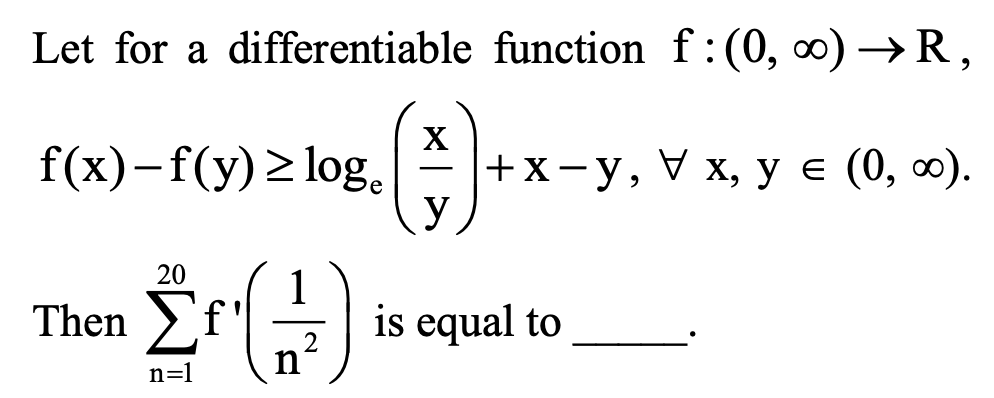 Let for a differentiable function f : (0, ∞) → R,
f(x) – f(y) ≥ logₑ(x/y) + x – y, ∀ x, y ∈ (0, ∞).
Then ∑_{n=1}^{20} f '(1/n²) is equal to _____.